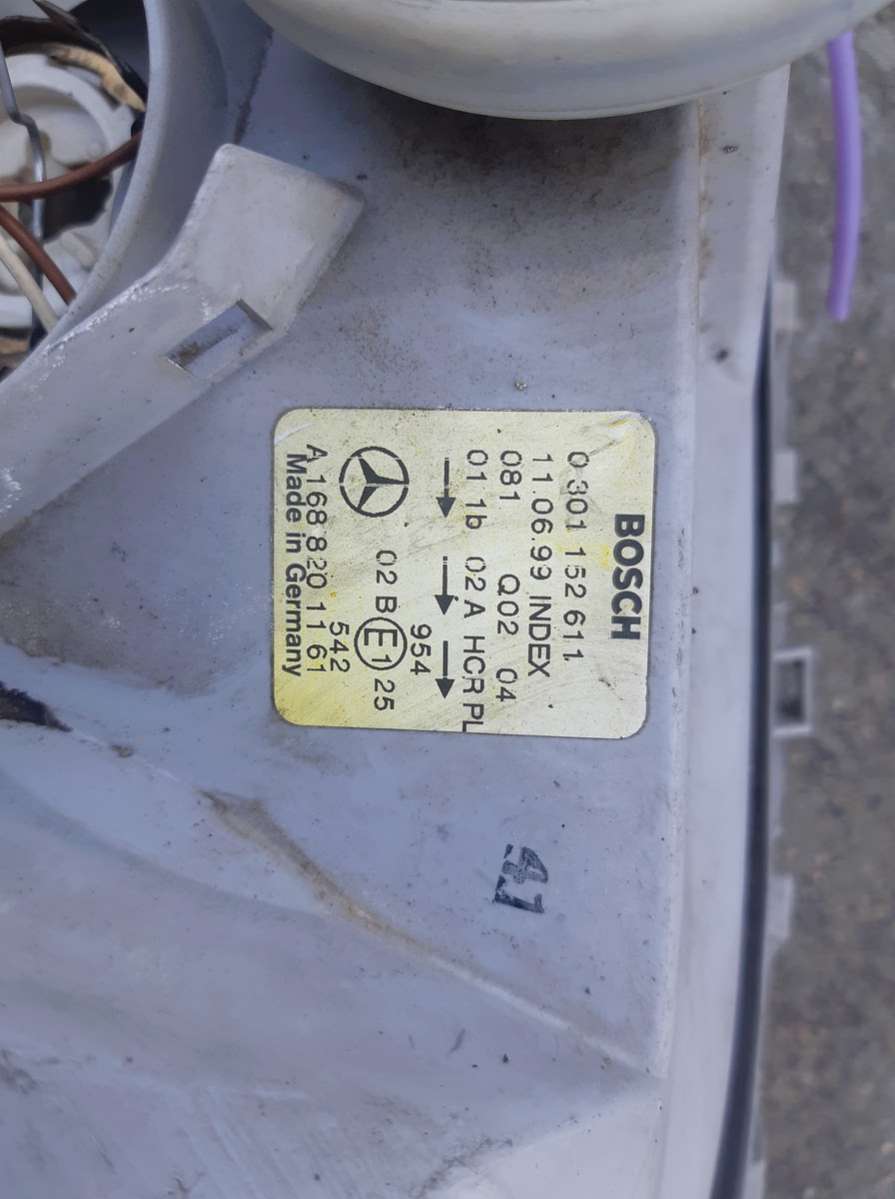 BOSCH
0 301 152 611
11.06.99 INDEX
081 Q02 04
01 1b 02 A HCR PL
→ → →
954
02 B E1 25
542
A 168 820 11 61
Made in Germany
41